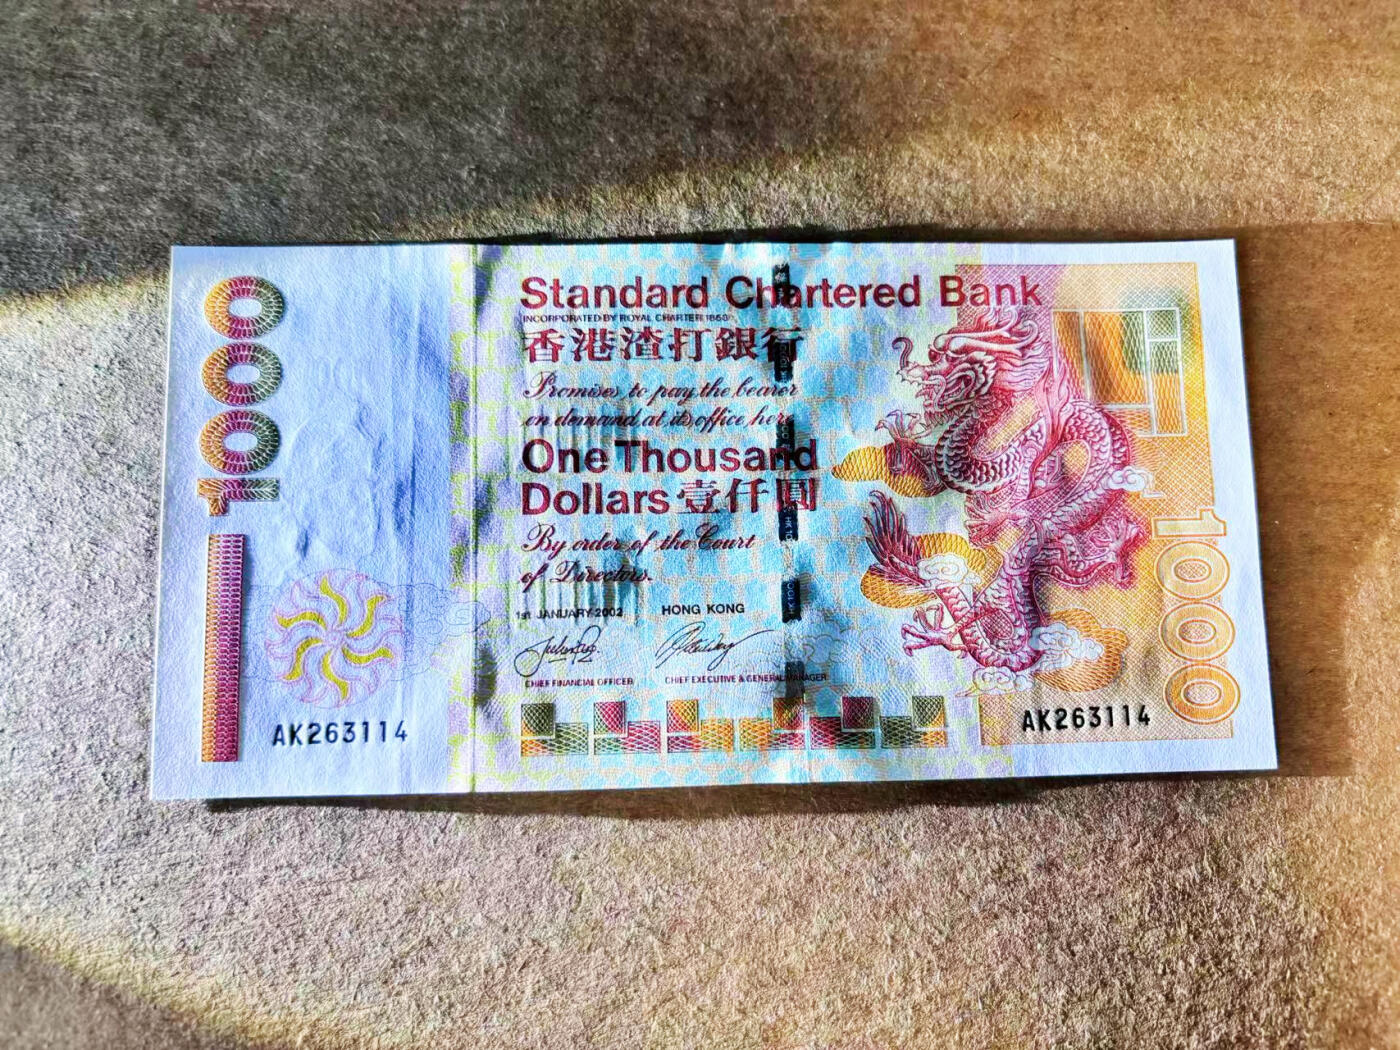 1000
Standard Chartered Bank
INCORPORATED BY ROYAL CHARTER 1853
香港渣打銀行
Promises to pay the bearer
on demand at its office here
One Thousand
Dollars 壹仟圓
By order of the Court
of Directors.
1st JANUARY 2002 HONG KONG
CHIEF FINANCIAL OFFICER CHIEF EXECUTIVE & GENERAL MANAGER
AK263114
AK263114
1000